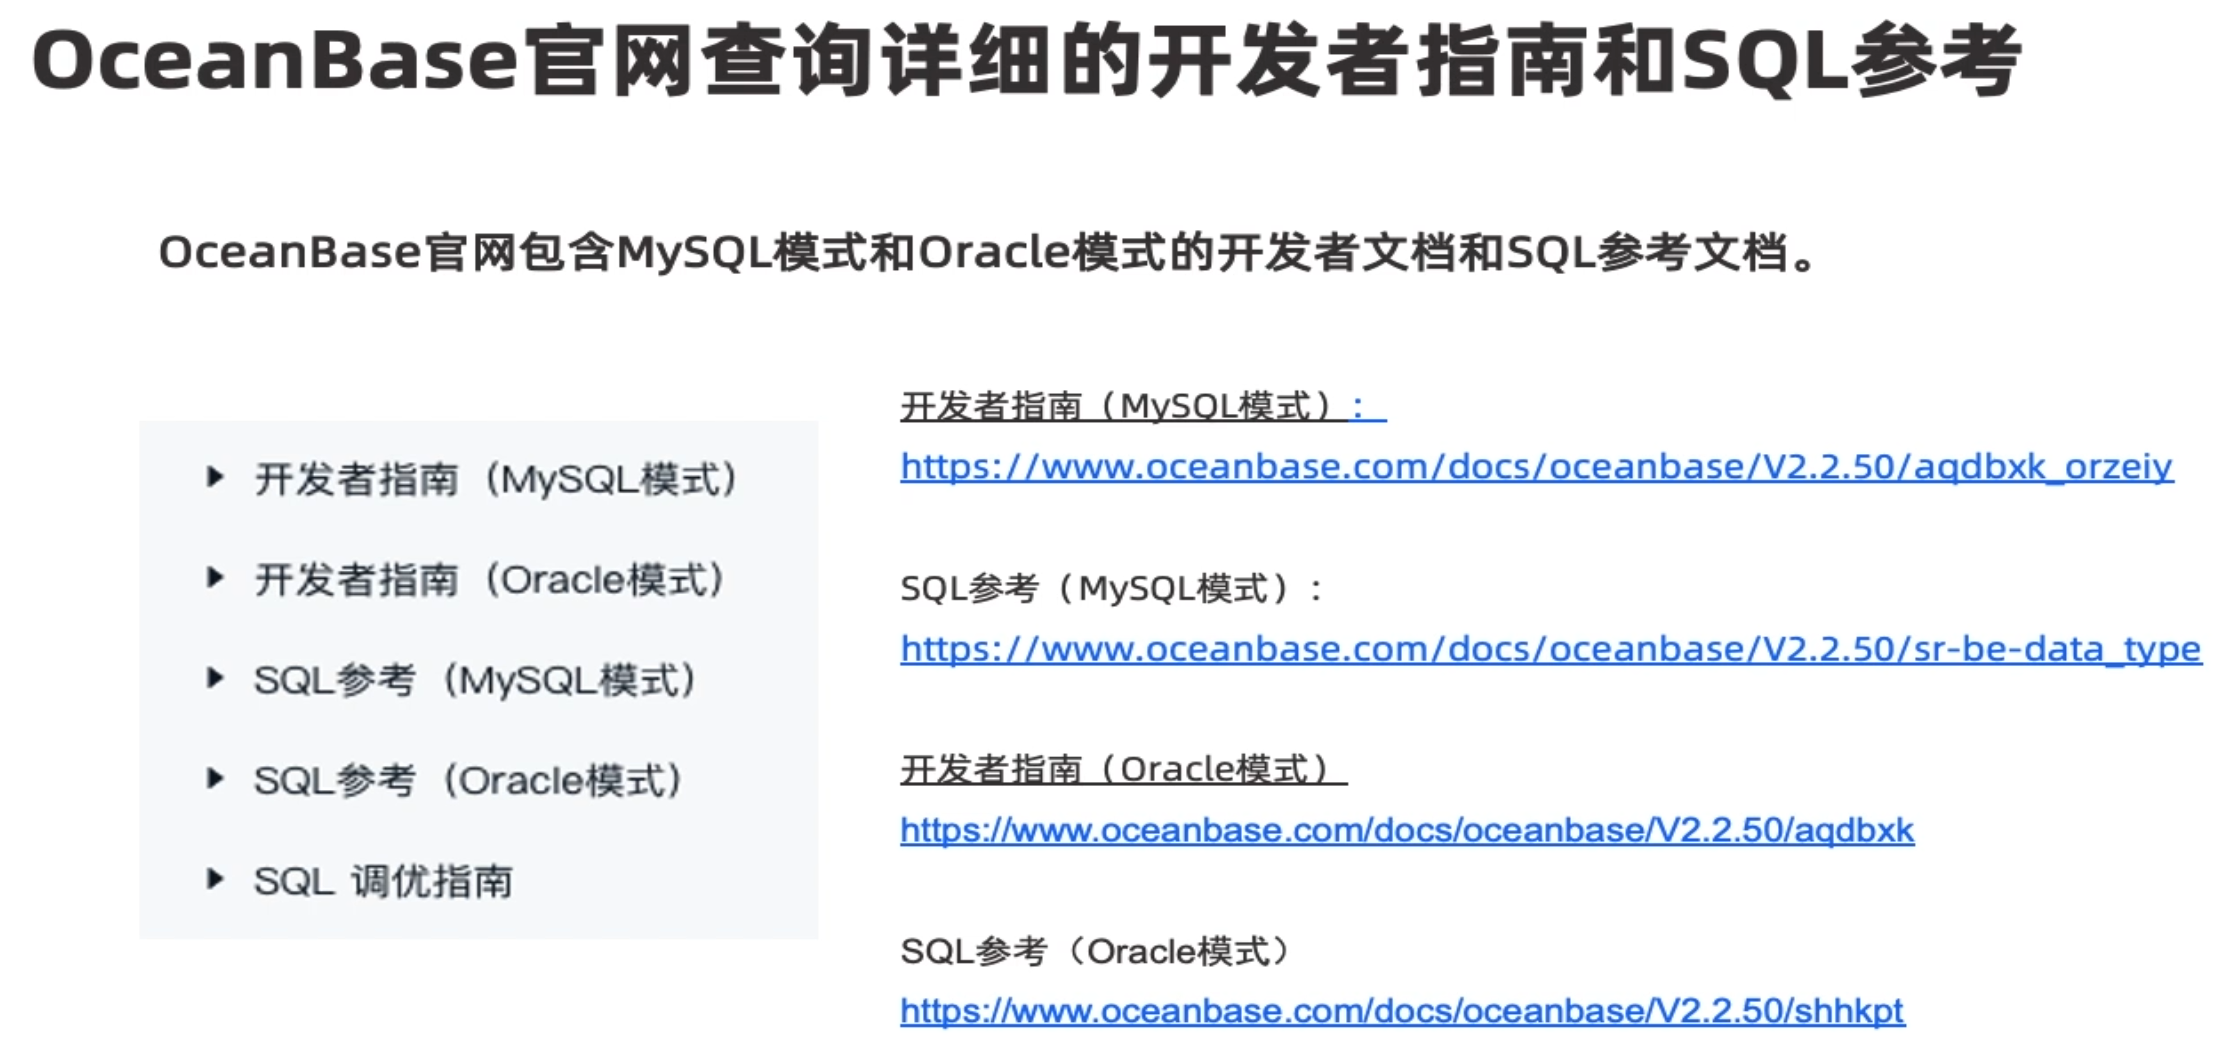 OceanBase官网查询详细的开发者指南和SQL参考
OceanBase官网包含MySQL模式和Oracle模式的开发者文档和SQL参考文档。
开发者指南（MySQL模式）
开发者指南（Oracle模式）
SQL参考（MySQL模式）
SQL参考（Oracle模式）
SQL 调优指南
开发者指南（MySQL模式）：
https://www.oceanbase.com/docs/oceanbase/V2.2.50/aqdbxk_orzeiy
SQL参考（MySQL模式）：
https://www.oceanbase.com/docs/oceanbase/V2.2.50/sr-be-data_type
开发者指南（Oracle模式）
https://www.oceanbase.com/docs/oceanbase/V2.2.50/aqdbxk
SQL参考（Oracle模式）
https://www.oceanbase.com/docs/oceanbase/V2.2.50/shhkpt